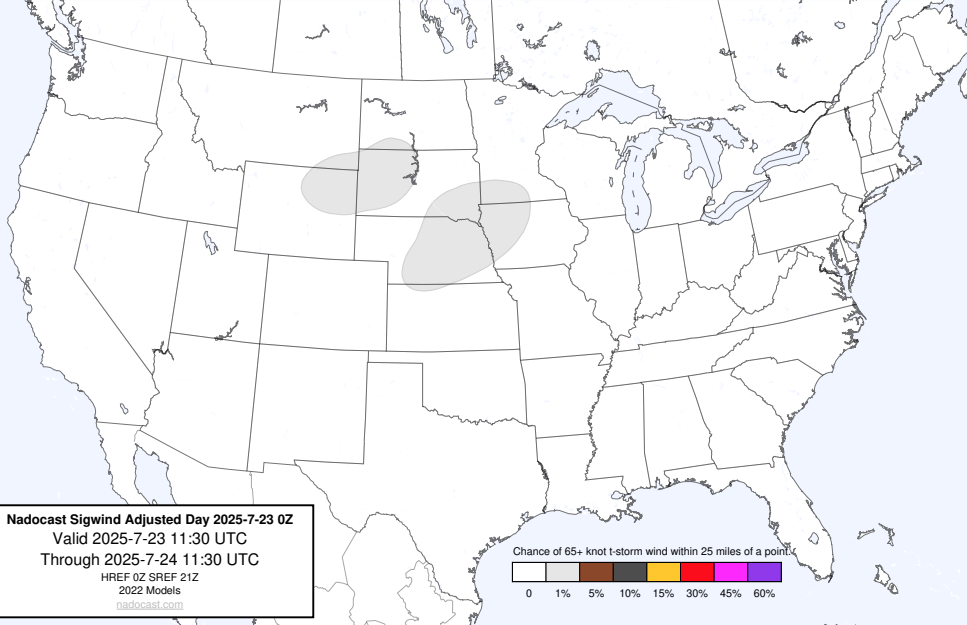 Nadocast Sigwind Adjusted Day 2025-7-23 0Z
Valid 2025-7-23 11:30 UTC
Through 2025-7-24 11:30 UTC
HREF 0Z SREF 21Z
2022 Models
nadocast.com
Chance of 65+ knot t-storm wind within 25 miles of a point.
0 1% 5% 10% 15% 30% 45% 60%